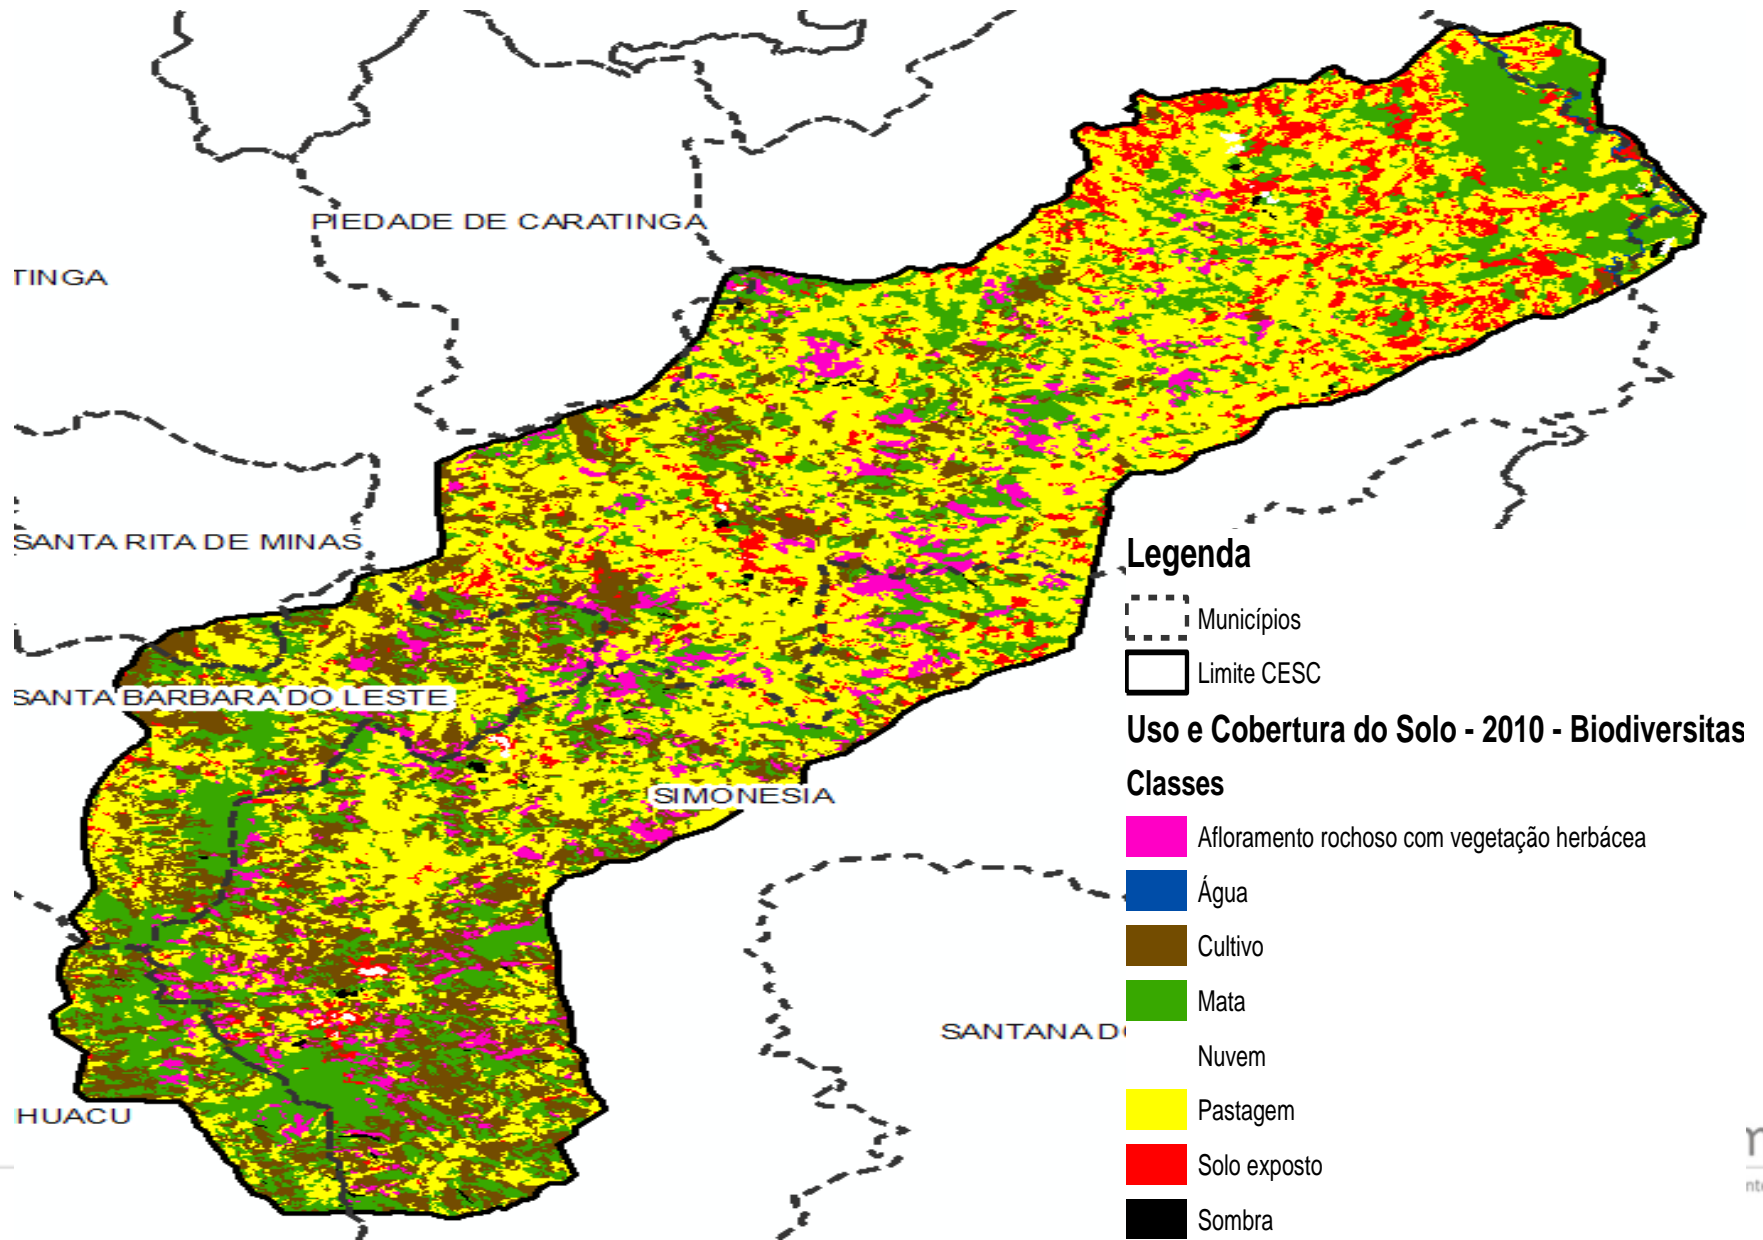 PIEDADE DE CARATINGA
TINGA
SANTA RITA DE MINAS
SANTA BARBARA DO LESTE
SIMONESIA
SANTANA D
HUACU
Legenda
Municípios
Limite CESC
Uso e Cobertura do Solo - 2010 - Biodiversitas
Classes
Afloramento rochoso com vegetação herbácea
Água
Cultivo
Mata
Nuvem
Pastagem
Solo exposto
Sombra